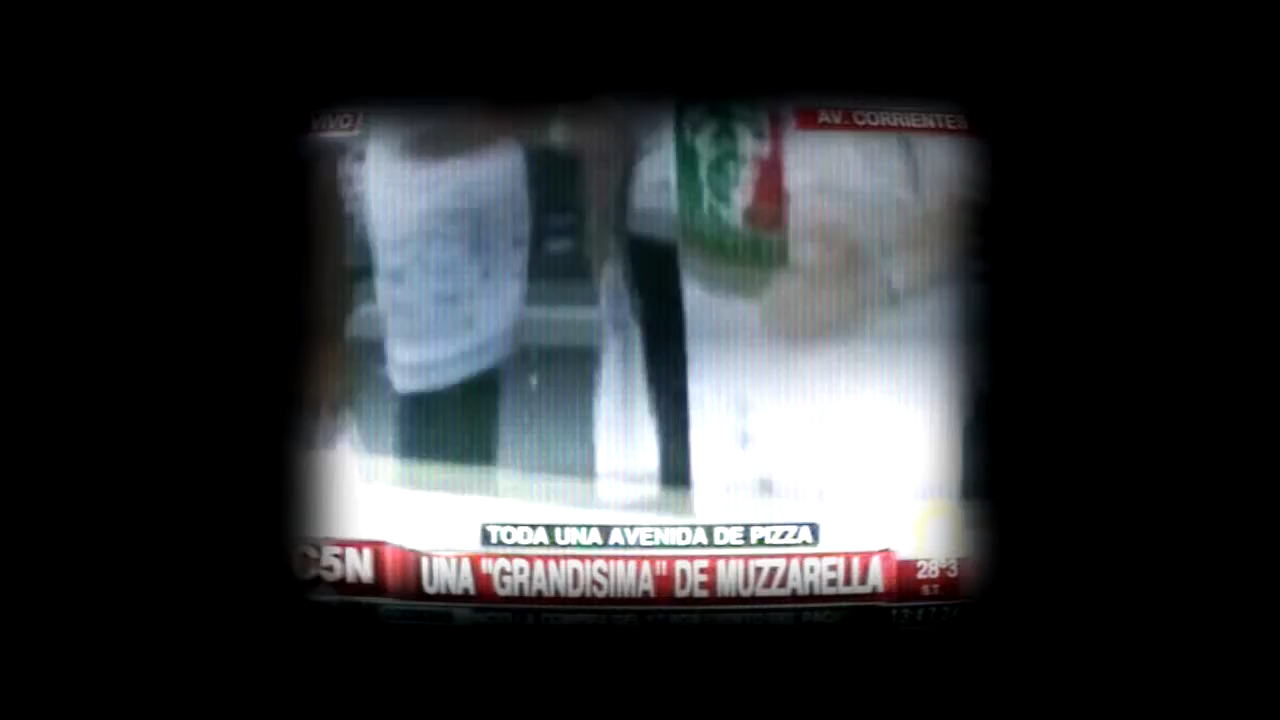 VIVO
AV. CORRIENTES
TODA UNA AVENIDA DE PIZZA
C5N
UNA "GRANDISIMA" DE MUZZARELLA
28°3
S.T.